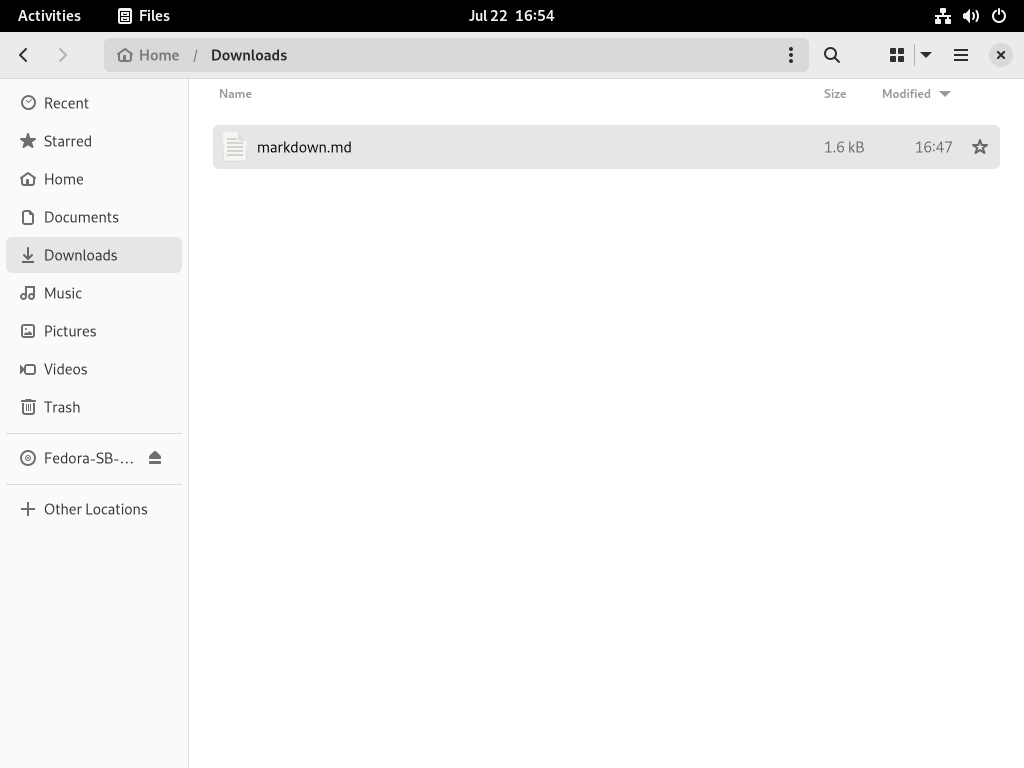 Activities Files Jul 22 16:54
Home / Downloads
Recent
Starred
Home
Documents
Downloads
Music
Pictures
Videos
Trash
Fedora-SB-...
Other Locations
Name Size Modified
markdown.md 1.6 kB 16:47